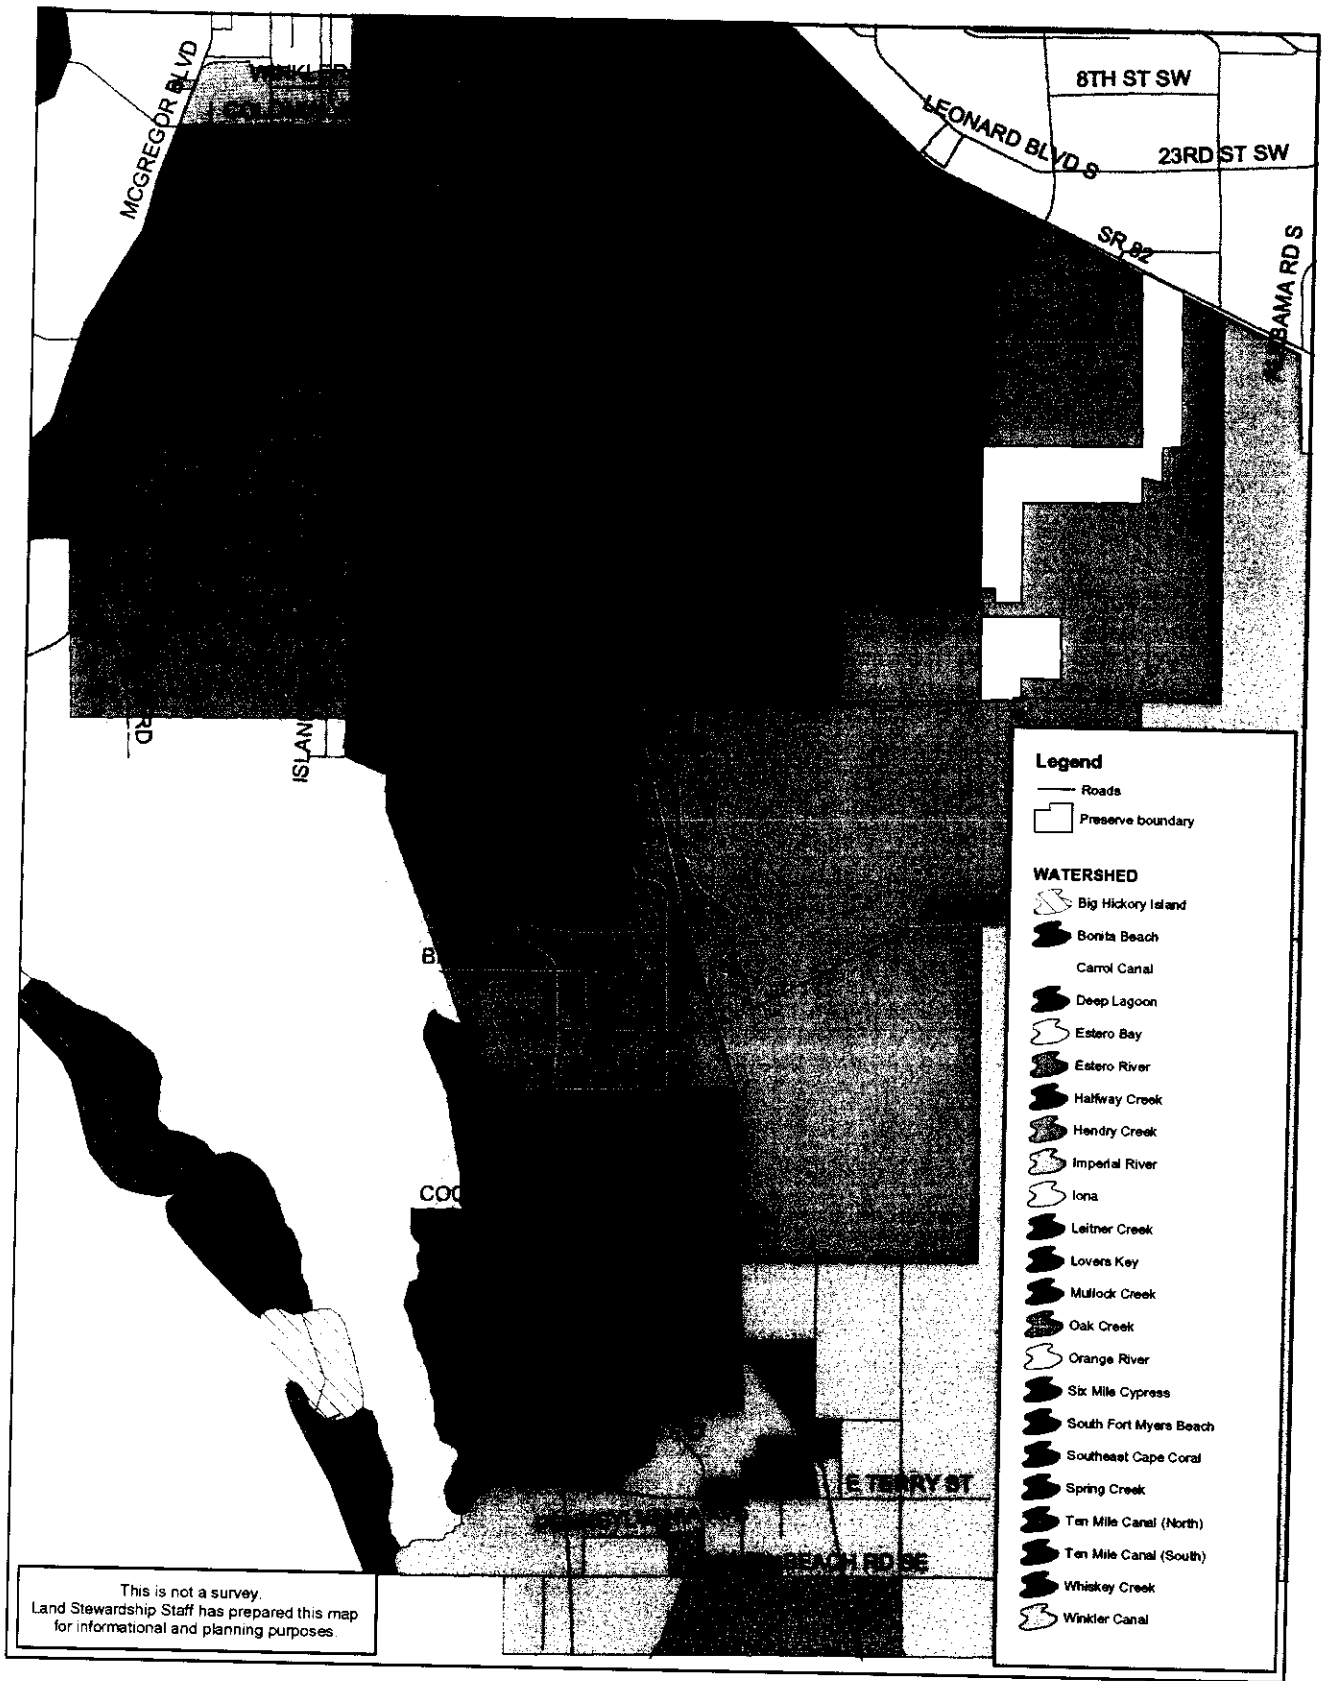 MCGREGOR BLVD
WINKLER
8TH ST SW
LEONARD BLVD S
23RD ST SW
SR 82
BAMA RD S
RD
ISLAN
B
COC
E TERRY ST
BEACH RD SE
Legend
Roads
Preserve boundary
WATERSHED
Big Hickory Island
Bonita Beach
Carrol Canal
Deep Lagoon
Estero Bay
Estero River
Halfway Creek
Hendry Creek
Imperial River
Iona
Leitner Creek
Lovers Key
Mullock Creek
Oak Creek
Orange River
Six Mile Cypress
South Fort Myers Beach
Southeast Cape Coral
Spring Creek
Ten Mile Canal (North)
Ten Mile Canal (South)
Whiskey Creek
Winkler Canal
This is not a survey.
Land Stewardship Staff has prepared this map
for informational and planning purposes.